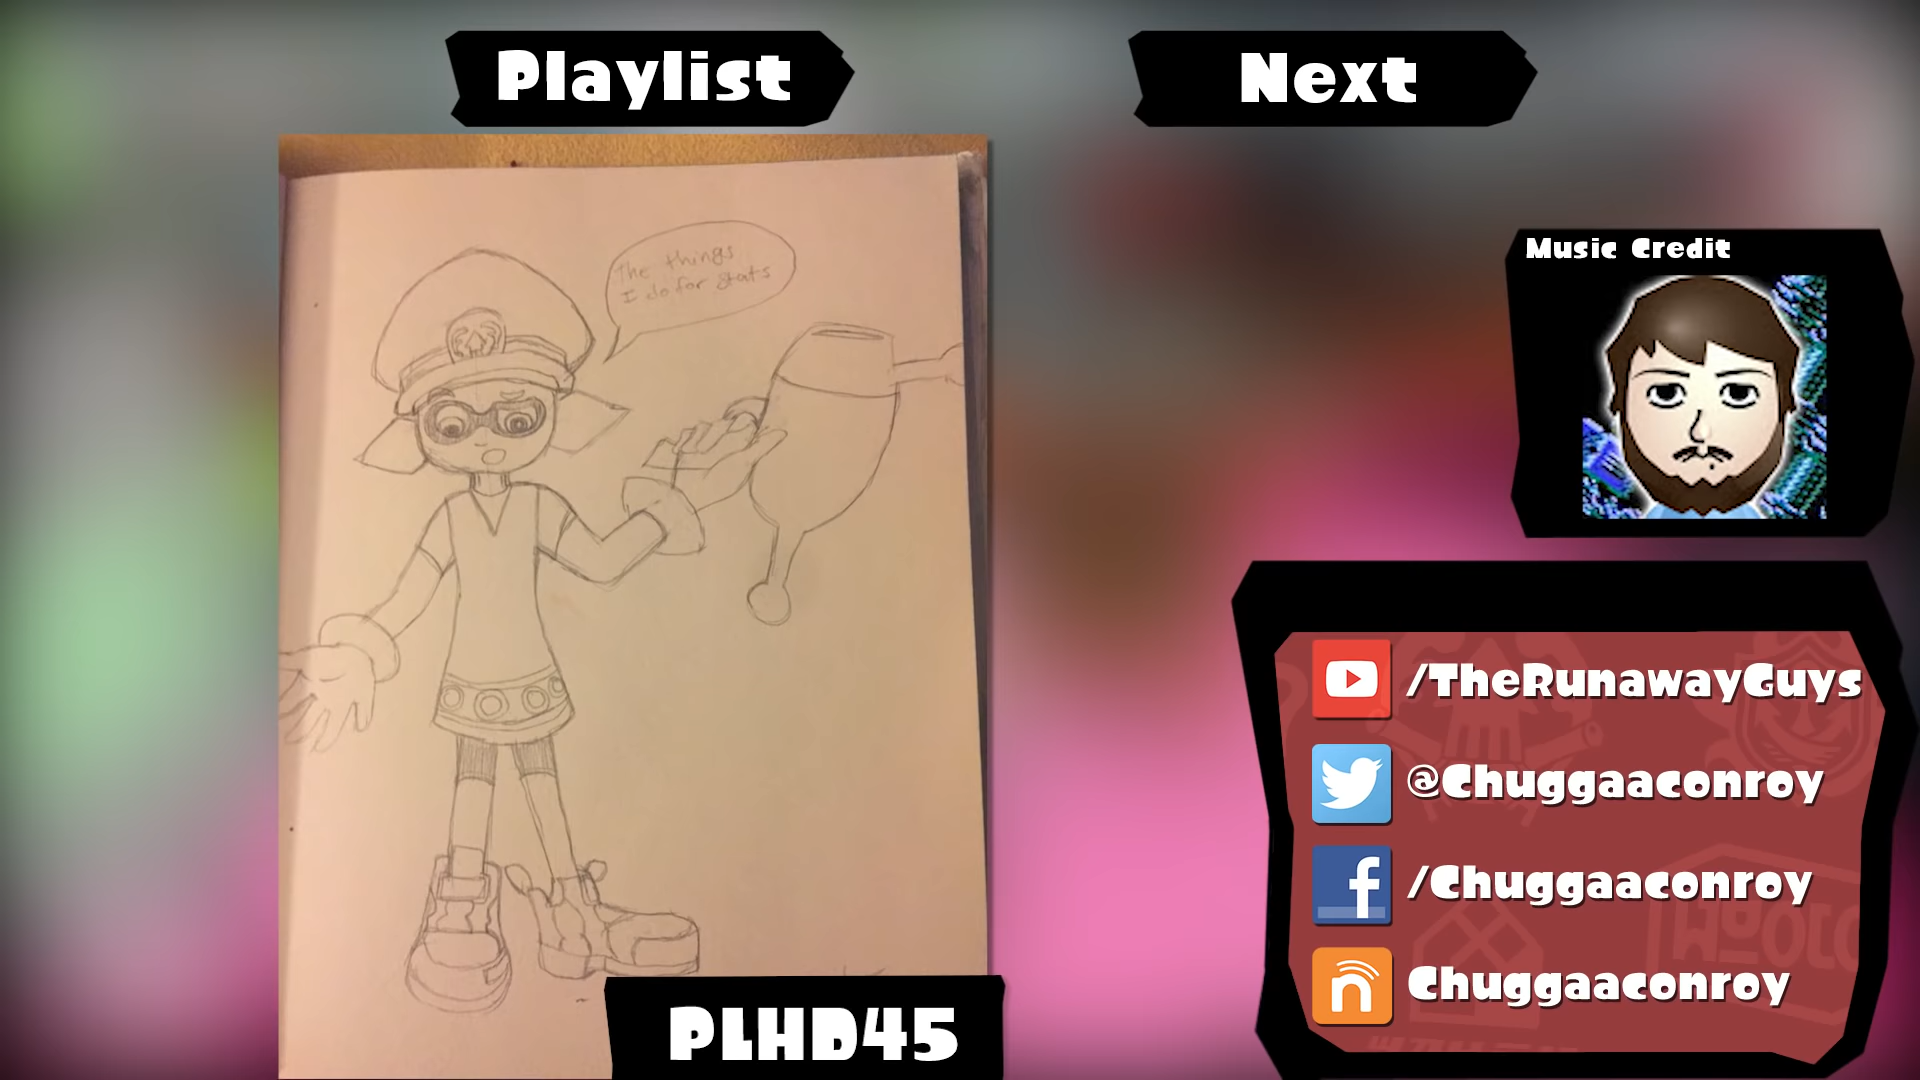 Playlist
Next
The things
I do for stats
Music Credit
/TheRunawayGuys
@Chuggaaconroy
/Chuggaaconroy
Chuggaaconroy
PLHD45